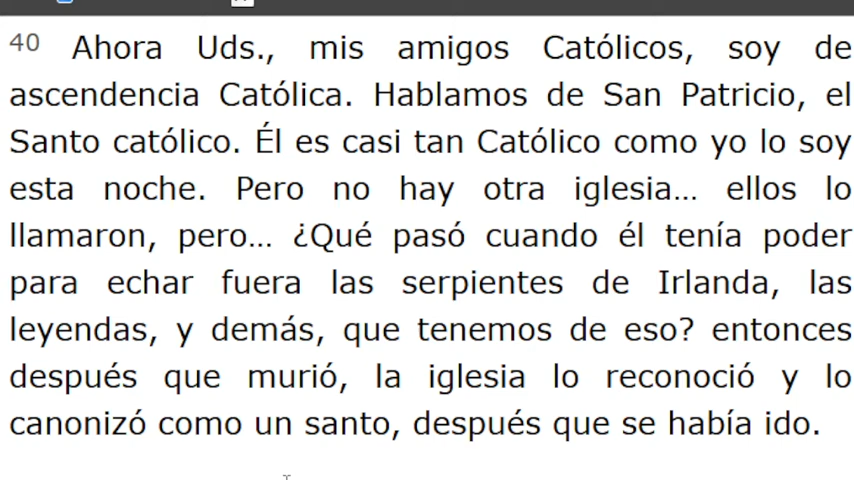 40 Ahora Uds., mis amigos Católicos, soy de
ascendencia Católica. Hablamos de San Patricio, el
Santo católico. Él es casi tan Católico como yo lo soy
esta noche. Pero no hay otra iglesia... ellos lo
llamaron, pero... ¿Qué pasó cuando él tenía poder
para echar fuera las serpientes de Irlanda, las
leyendas, y demás, que tenemos de eso? entonces
después que murió, la iglesia lo reconoció y lo
canonizó como un santo, después que se había ido.